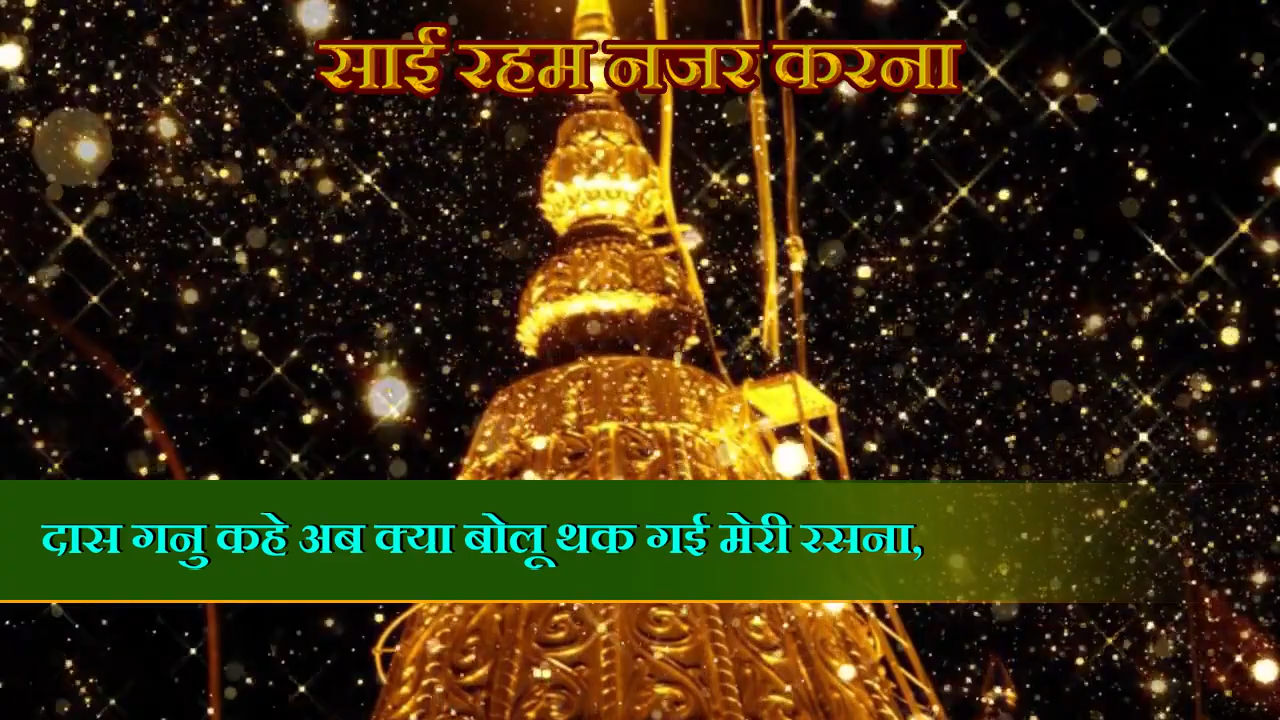 साई रहम नजर करना
दास गनु कहे अब क्या बोलू थक गई मेरी रसना,